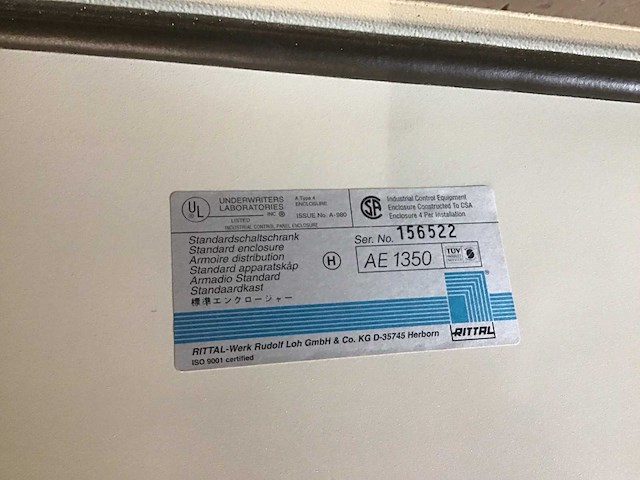 UL
UNDERWRITERS
LABORATORIES
INC ®
LISTED
INDUSTRIAL CONTROL PANEL ENCLOSURE
A Type 4
ENCLOSURE
ISSUE No. A-980
SA
Industrial Control Equipment
Enclosure Constructed To CSA
Enclosure 4 Per Installation
Standardschaltschrank
Standard enclosure
Armoire distribution
Standard apparatskåp
Armadio Standard
Standaardkast
標準エンクロージャー
H
Ser. No. 156522
AE 1350
TÜV
RITTAL
RITTAL-Werk Rudolf Loh GmbH & Co. KG D-35745 Herborn
ISO 9001 certified